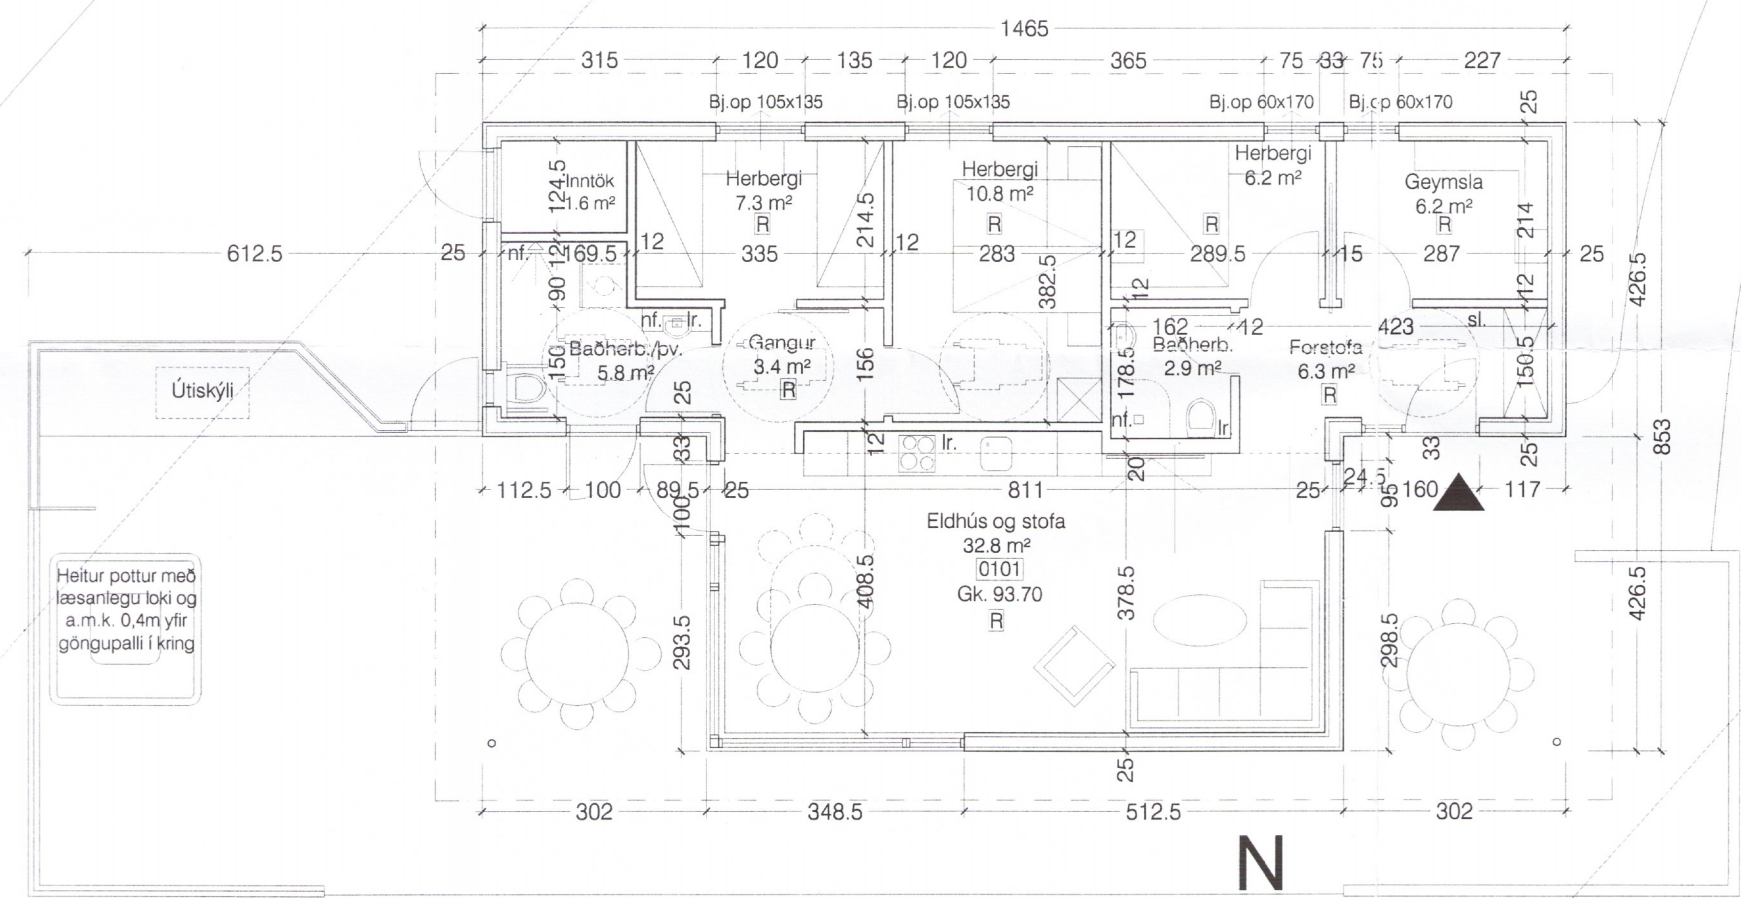 1465
315 120 135 120 365 75 33 75 227
Bj.op 105x135 Bj.op 105x135 Bj.op 60x170 Bj.op 60x170
25
Inntök
1.6 m²
124.5
Herbergi
7.3 m²
R
214.5
Herbergi
10.8 m²
R
Herbergi
6.2 m²
R
Geymsla
6.2 m²
R
214
612.5 25 nf. 12 169.5 12 335 12 283 12 289.5 15 287 25
90
382.5
12
12
426.5
853
nf. lr.
Baðherb./þv.
5.8 m²
150
25
Gangur
3.4 m²
R
156
162 12 423 sl.
Baðherb.
2.9 m²
178.5
nf.
lr.
Forstofa
6.3 m²
R
150.5
Útiskýli
33
12
lr.
20
33
25
112.5 100 89.5 25 811 25 24.5 160 117
100
95
Eldhús og stofa
32.8 m²
0101
Gk. 93.70
R
408.5
378.5
293.5
298.5
426.5
Heitur pottur með
læsanlegu loki og
a.m.k. 0,4m yfir
göngupalli í kring
25
302 348.5 512.5 302
N